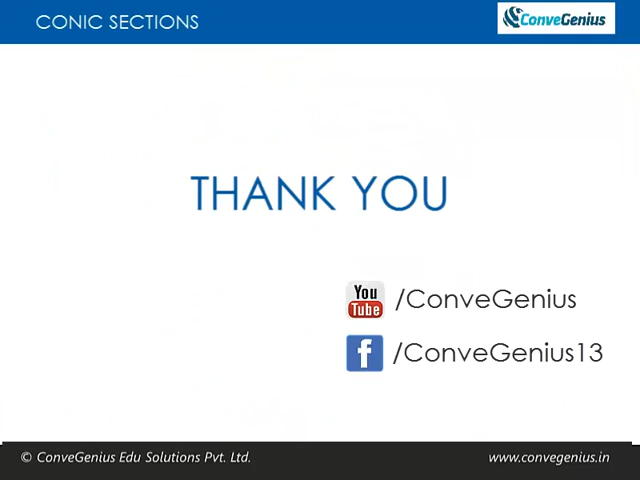 CONIC SECTIONS
ConveGenius
THANK YOU
You Tube /ConveGenius
f /ConveGenius13
© ConveGenius Edu Solutions Pvt. Ltd.
www.convegenius.in